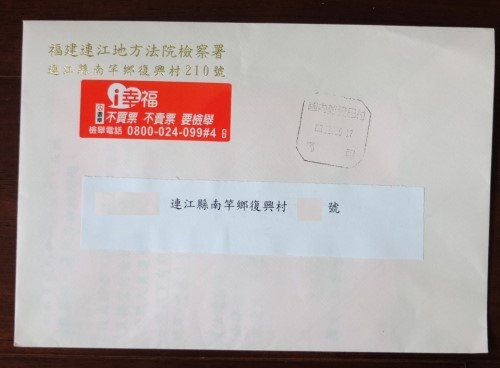 福建連江地方法院檢察署
連江縣南竿鄉復興村210號
i幸福
不買票 不賣票 要檢舉
檢舉電話 0800-024-099#4
連江縣南竿鄉復興村 號